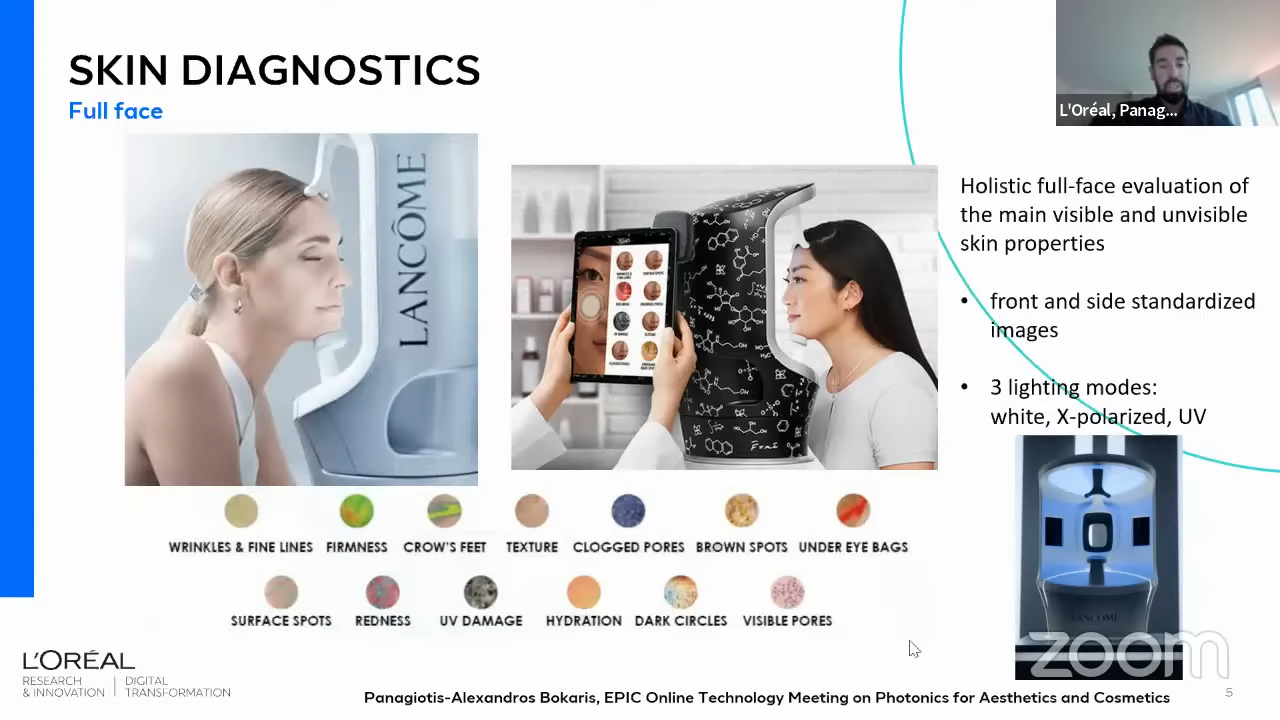 SKIN DIAGNOSTICS
Full face
L'Oréal, Panag...
LANCÔME
Holistic full-face evaluation of
the main visible and unvisible
skin properties
• front and side standardized
images
• 3 lighting modes:
white, X-polarized, UV
WRINKLES & FINE LINES FIRMNESS CROW'S FEET TEXTURE CLOGGED PORES BROWN SPOTS UNDER EYE BAGS
SURFACE SPOTS REDNESS UV DAMAGE HYDRATION DARK CIRCLES VISIBLE PORES
LANCÔME
zoom
L'ORÉAL
RESEARCH & INNOVATION | DIGITAL TRANSFORMATION
Panagiotis-Alexandros Bokaris, EPIC Online Technology Meeting on Photonics for Aesthetics and Cosmetics
5